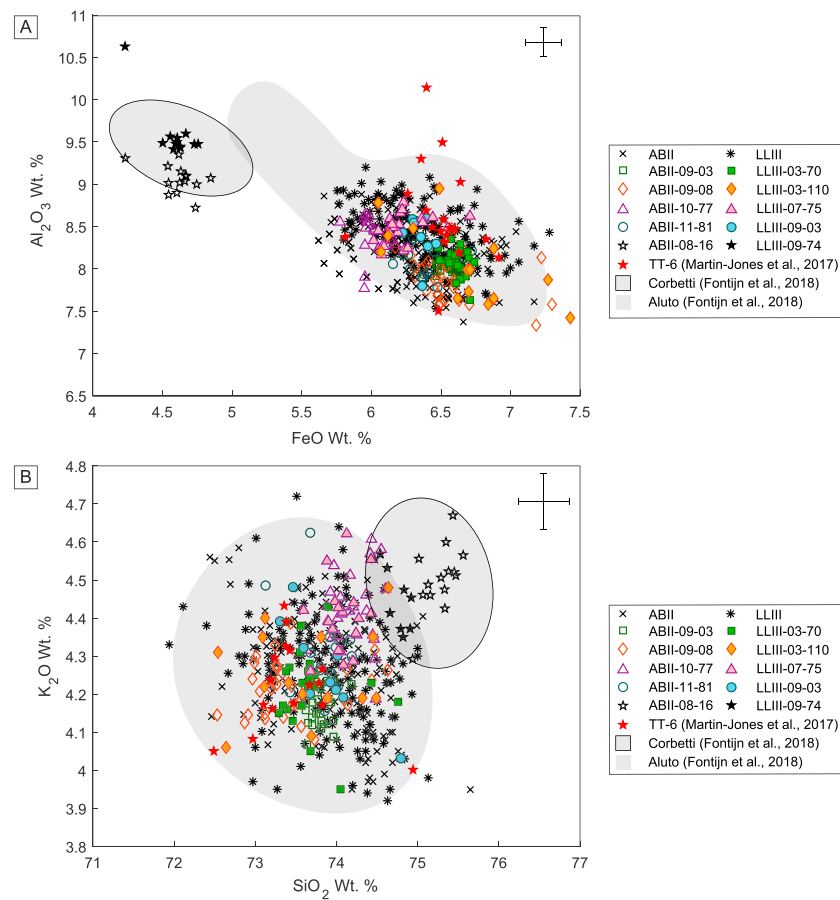 A
11
10.5
10
9.5
9
8.5
8
7.5
7
6.5
4 4.5 5 5.5 6 6.5 7 7.5
Al2O3 Wt. %
FeO Wt. %
ABII LLIII
ABII-09-03 LLIII-03-70
ABII-09-08 LLIII-03-110
ABII-10-77 LLIII-07-75
ABII-11-81 LLIII-09-03
ABII-08-16 LLIII-09-74
TT-6 (Martin-Jones et al., 2017)
Corbetti (Fontijn et al., 2018)
Aluto (Fontijn et al., 2018)
B
4.8
4.7
4.6
4.5
4.4
4.3
4.2
4.1
4
3.9
3.8
71 72 73 74 75 76 77
K2O Wt. %
SiO2 Wt. %
ABII LLIII
ABII-09-03 LLIII-03-70
ABII-09-08 LLIII-03-110
ABII-10-77 LLIII-07-75
ABII-11-81 LLIII-09-03
ABII-08-16 LLIII-09-74
TT-6 (Martin-Jones et al., 2017)
Corbetti (Fontijn et al., 2018)
Aluto (Fontijn et al., 2018)